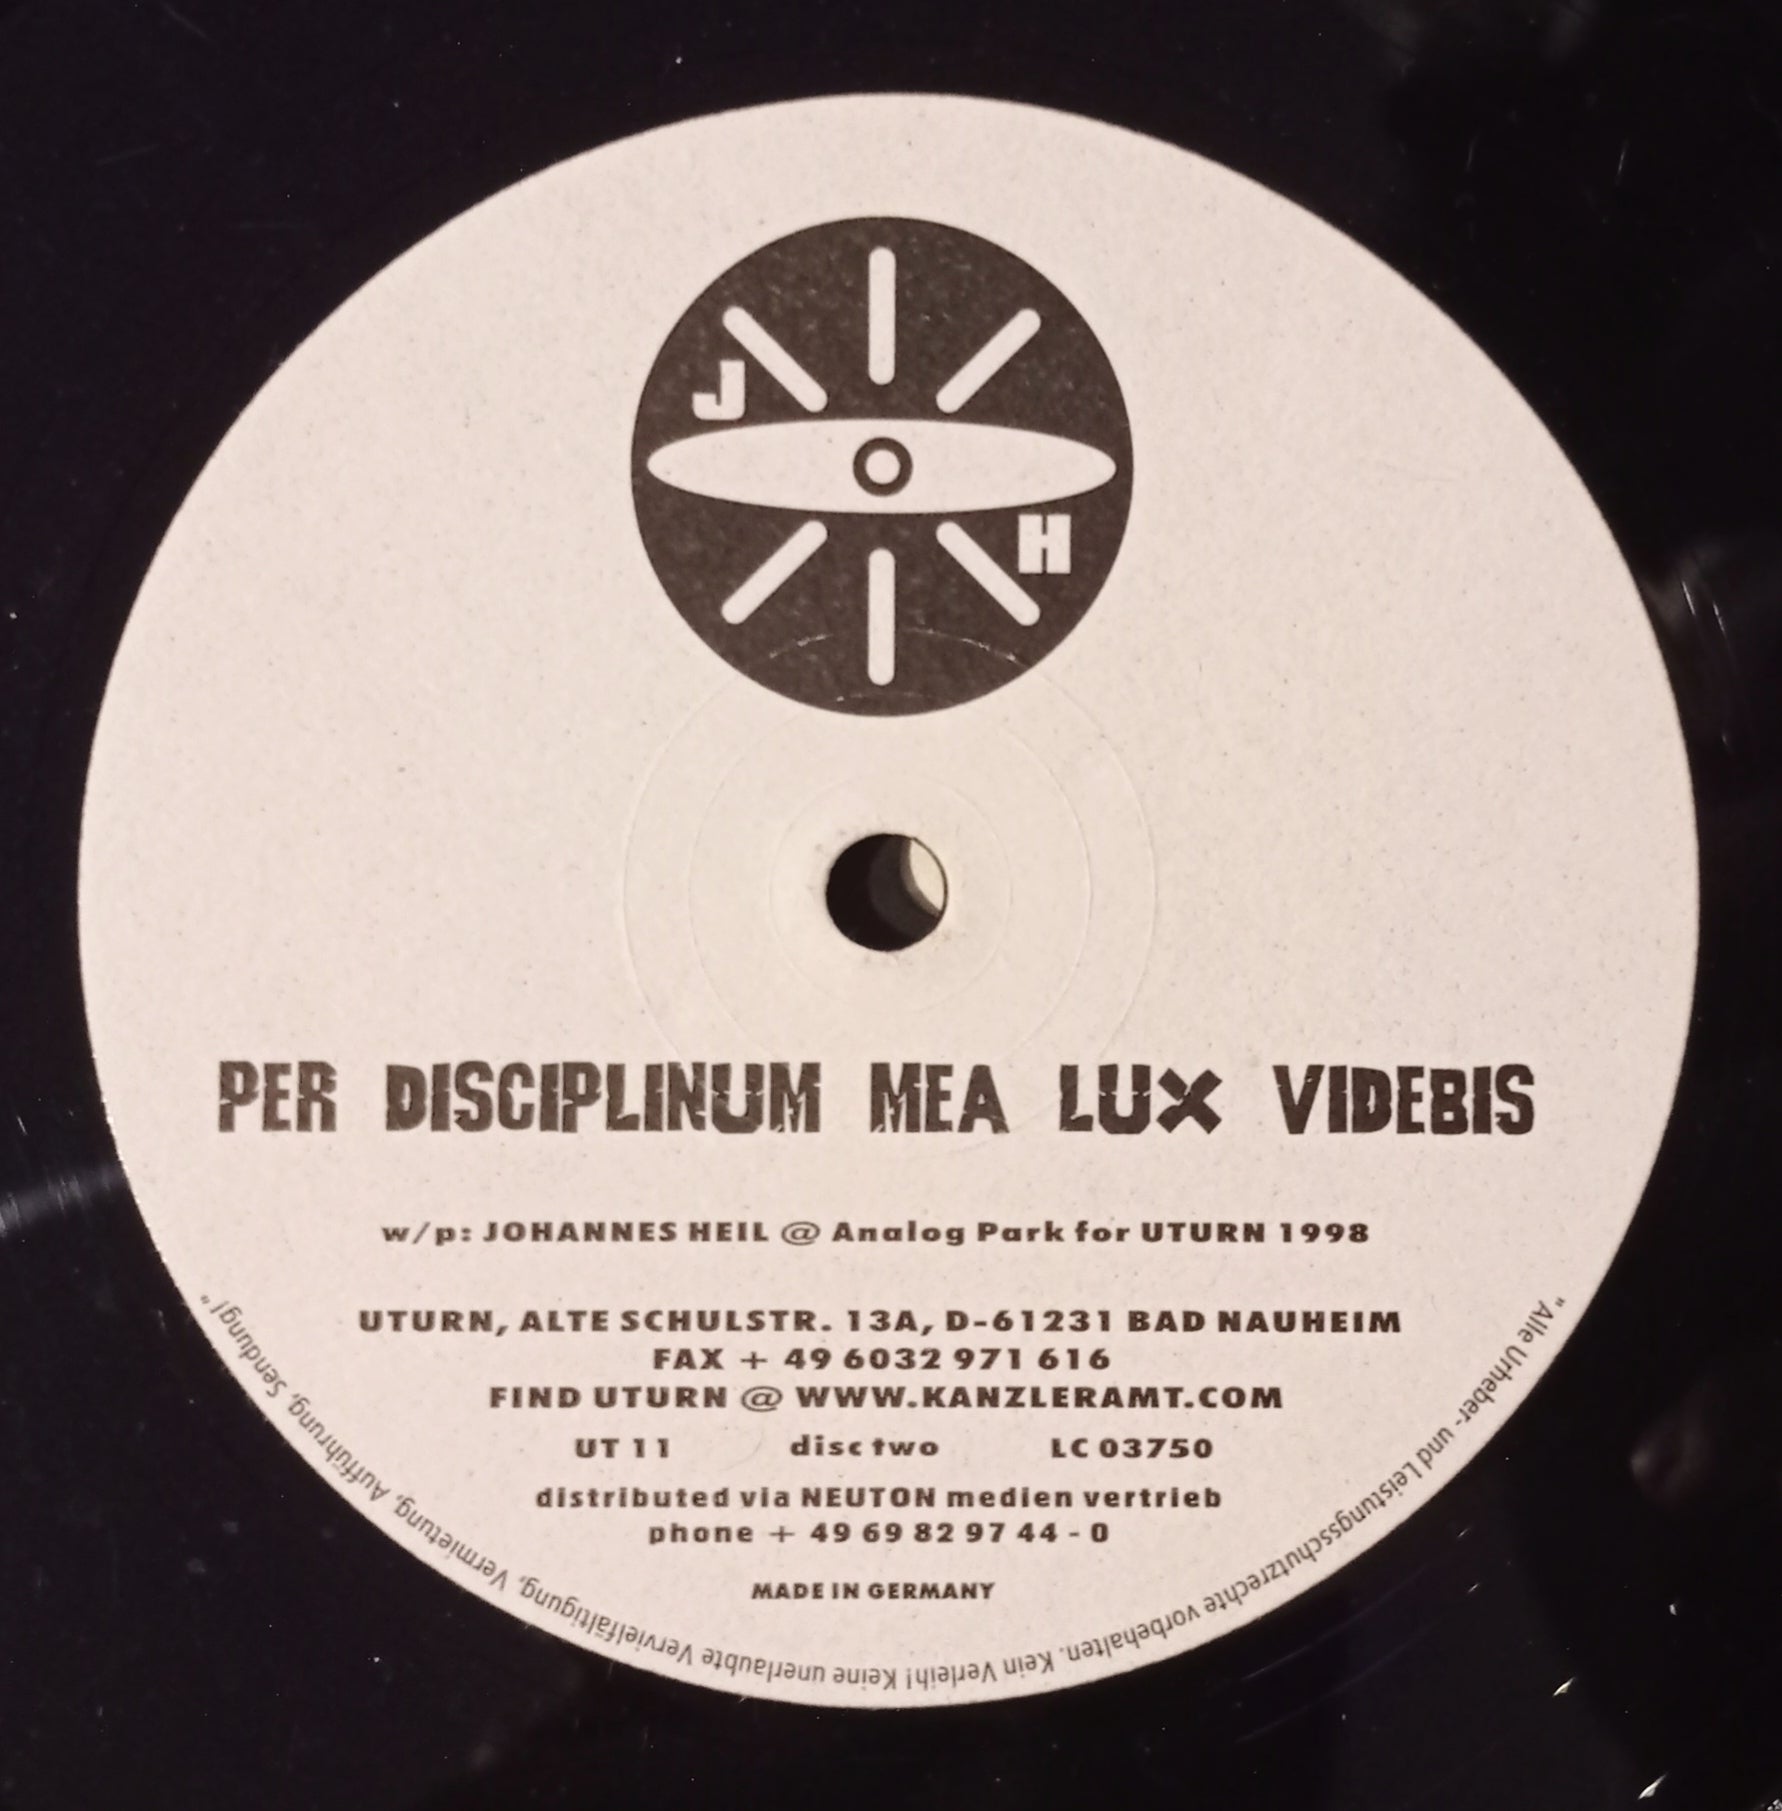 J
H
PER DISCIPLINUM MEA LUX VIDEBIS
w/p: JOHANNES HEIL @ Analog Park for UTURN 1998
UTURN, ALTE SCHULSTR. 13A, D-61231 BAD NAUHEIM
FAX + 49 6032 971 616
FIND UTURN @ WWW.KANZLERAMT.COM
UT 11 disc two LC 03750
distributed via NEUTON medien vertrieb
phone + 49 69 82 97 44 - 0
MADE IN GERMANY
"Alle Urheber- und Leistungsschutzrechte vorbehalten. Kein Verleih! Keine unerlaubte Vervielfältigung, Vermietung, Aufführung, Sendung!"